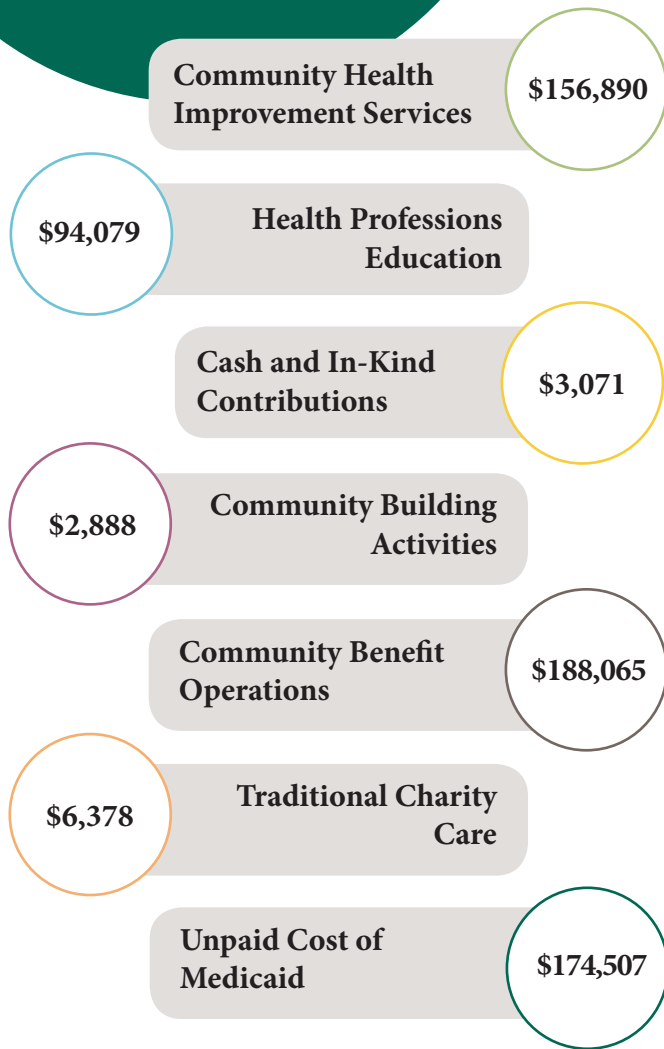 Community Health
Improvement Services
$156,890
$94,079
Health Professions
Education
Cash and In-Kind
Contributions
$3,071
$2,888
Community Building
Activities
Community Benefit
Operations
$188,065
$6,378
Traditional Charity
Care
Unpaid Cost of
Medicaid
$174,507